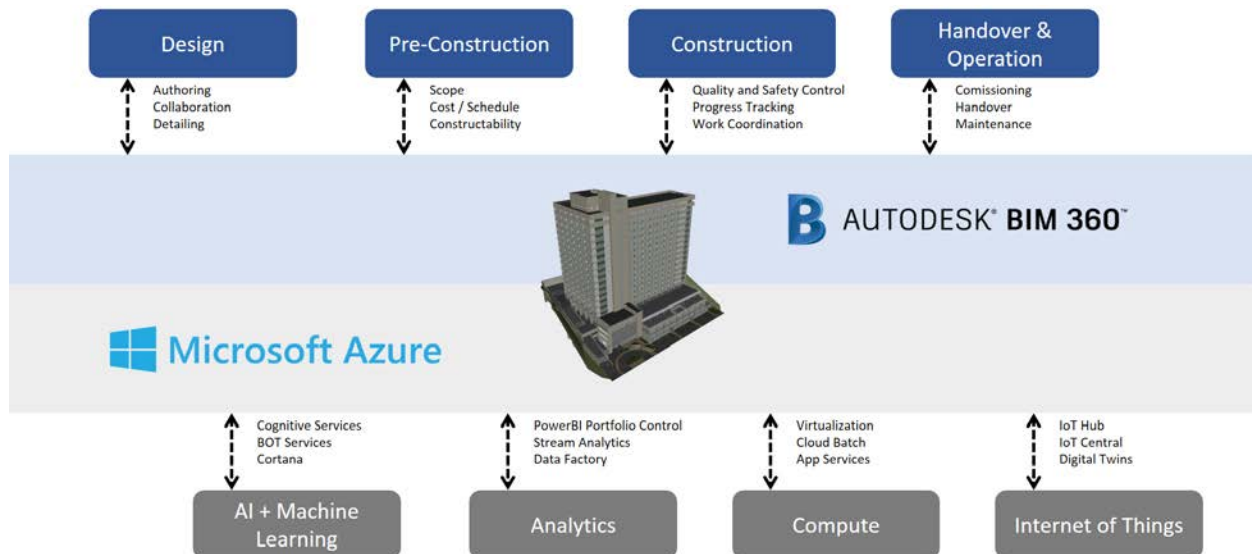 Design
Pre-Construction
Construction
Handover &
Operation
Authoring
Collaboration
Detailing
Scope
Cost / Schedule
Constructability
Quality and Safety Control
Progress Tracking
Work Coordination
Comissioning
Handover
Maintenance
AUTODESK® BIM 360™
Microsoft Azure
Cognitive Services
BOT Services
Cortana
PowerBI Portfolio Control
Stream Analytics
Data Factory
Virtualization
Cloud Batch
App Services
IoT Hub
IoT Central
Digital Twins
AI + Machine
Learning
Analytics
Compute
Internet of Things